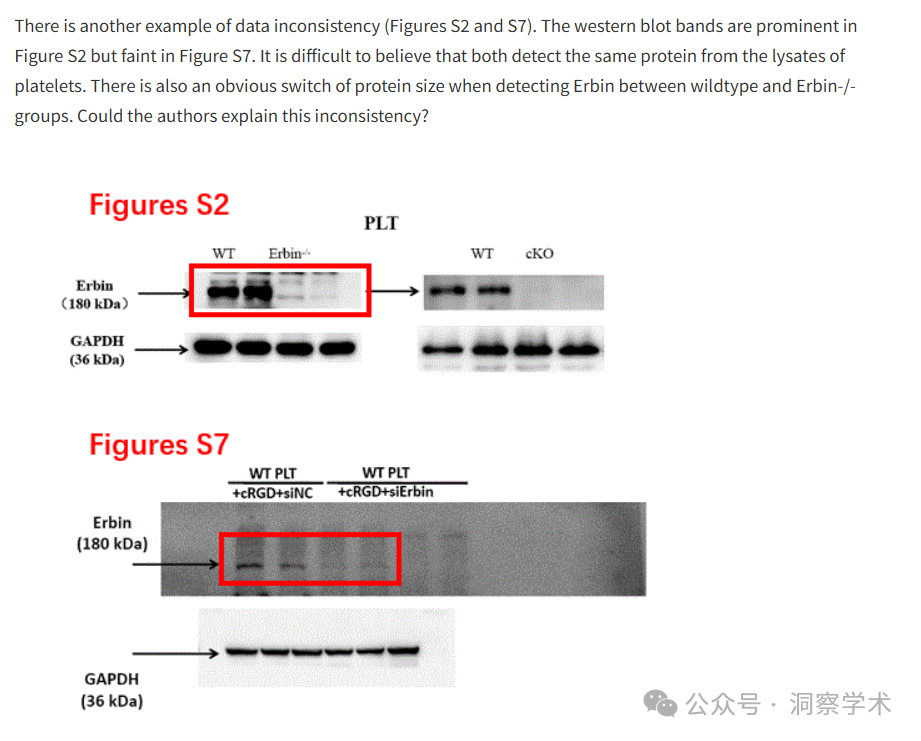 There is another example of data inconsistency (Figures S2 and S7). The western blot bands are prominent in
Figure S2 but faint in Figure S7. It is difficult to believe that both detect the same protein from the lysates of
platelets. There is also an obvious switch of protein size when detecting Erbin between wildtype and Erbin-/-
groups. Could the authors explain this inconsistency?
Figures S2
PLT
WT Erbin-/- WT cKO
Erbin
(180 kDa)
GAPDH
(36 kDa)
Figures S7
WT PLT WT PLT
+cRGD+siNC +cRGD+siErbin
Erbin
(180 kDa)
GAPDH
(36 kDa)
公众号 · 洞察学术